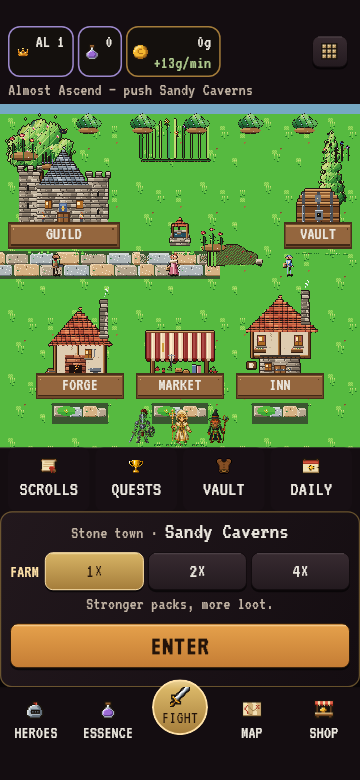 AL 1
0
0g
+13g/min
Almost Ascend – push Sandy Caverns
GUILD
VAULT
FORGE
MARKET
INN
SCROLLS
QUESTS
VAULT
DAILY
Stone town · Sandy Caverns
FARM
1X
2X
4X
Stronger packs, more loot.
ENTER
HEROES
ESSENCE
FIGHT
MAP
SHOP